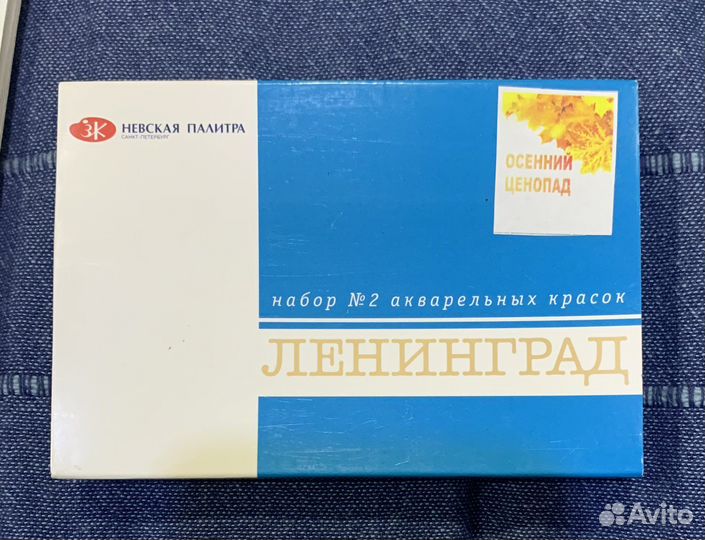 ЗК НЕВСКАЯ ПАЛИТРА
САНКТ-ПЕТЕРБУРГ
ОСЕННИЙ
ЦЕНОПАД
набор №2 акварельных красок
ЛЕНИНГРАД
Avito